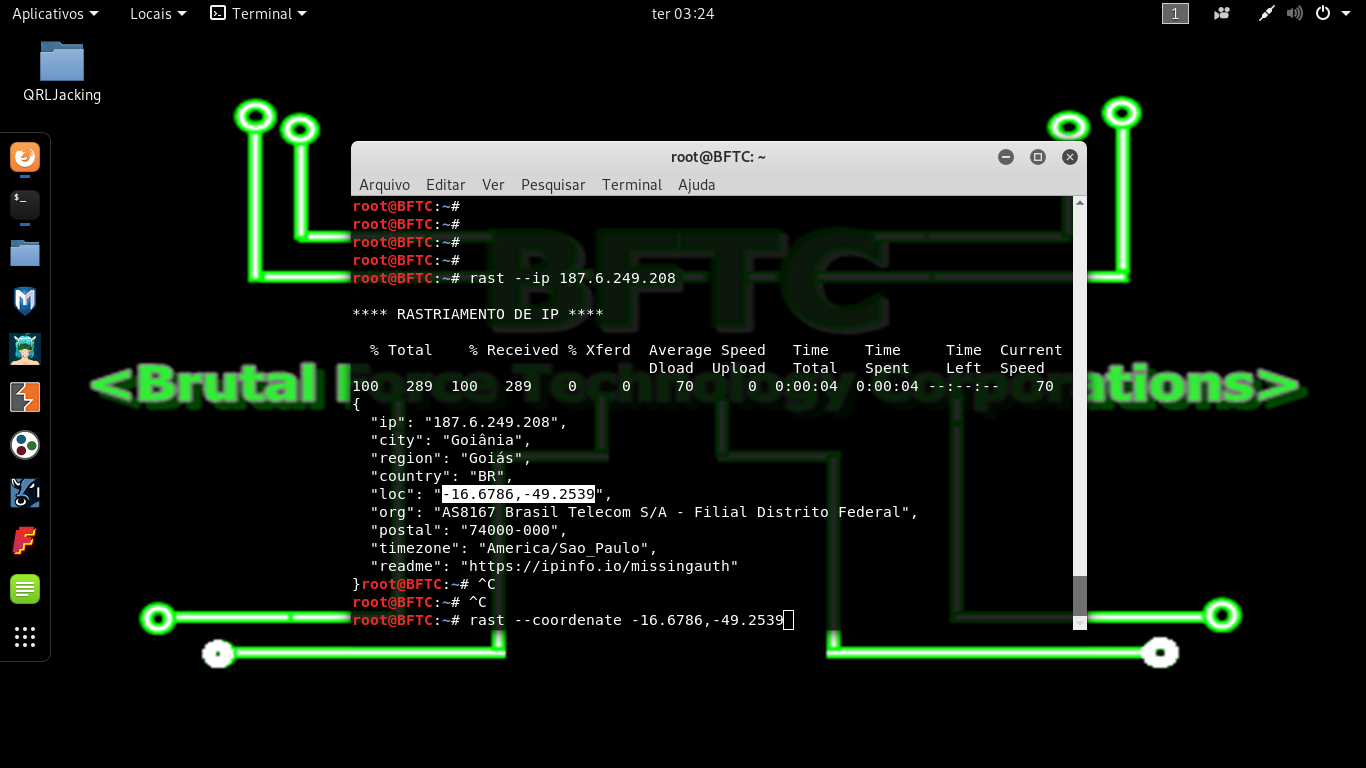 Aplicativos Locais Terminal ter 03:24 1
QRLJacking
root@BFTC: ~
Arquivo Editar Ver Pesquisar Terminal Ajuda
root@BFTC:~#
root@BFTC:~#
root@BFTC:~#
root@BFTC:~#
root@BFTC:~# rast --ip 187.6.249.208
**** RASTRIAMENTO DE IP ****
% Total % Received % Xferd Average Speed Time Time Time Current
Dload Upload Total Spent Left Speed
100 289 100 289 0 0 70 0 0:00:04 0:00:04 --:--:-- 70
{
"ip": "187.6.249.208",
"city": "Goiânia",
"region": "Goiás",
"country": "BR",
"loc": "-16.6786,-49.2539",
"org": "AS8167 Brasil Telecom S/A - Filial Distrito Federal",
"postal": "74000-000",
"timezone": "America/Sao_Paulo",
"readme": "https://ipinfo.io/missingauth"
}root@BFTC:~# ^C
root@BFTC:~# ^C
root@BFTC:~# rast --coordenate -16.6786,-49.2539
BFTC
<Brutal Force Technology Corporations>